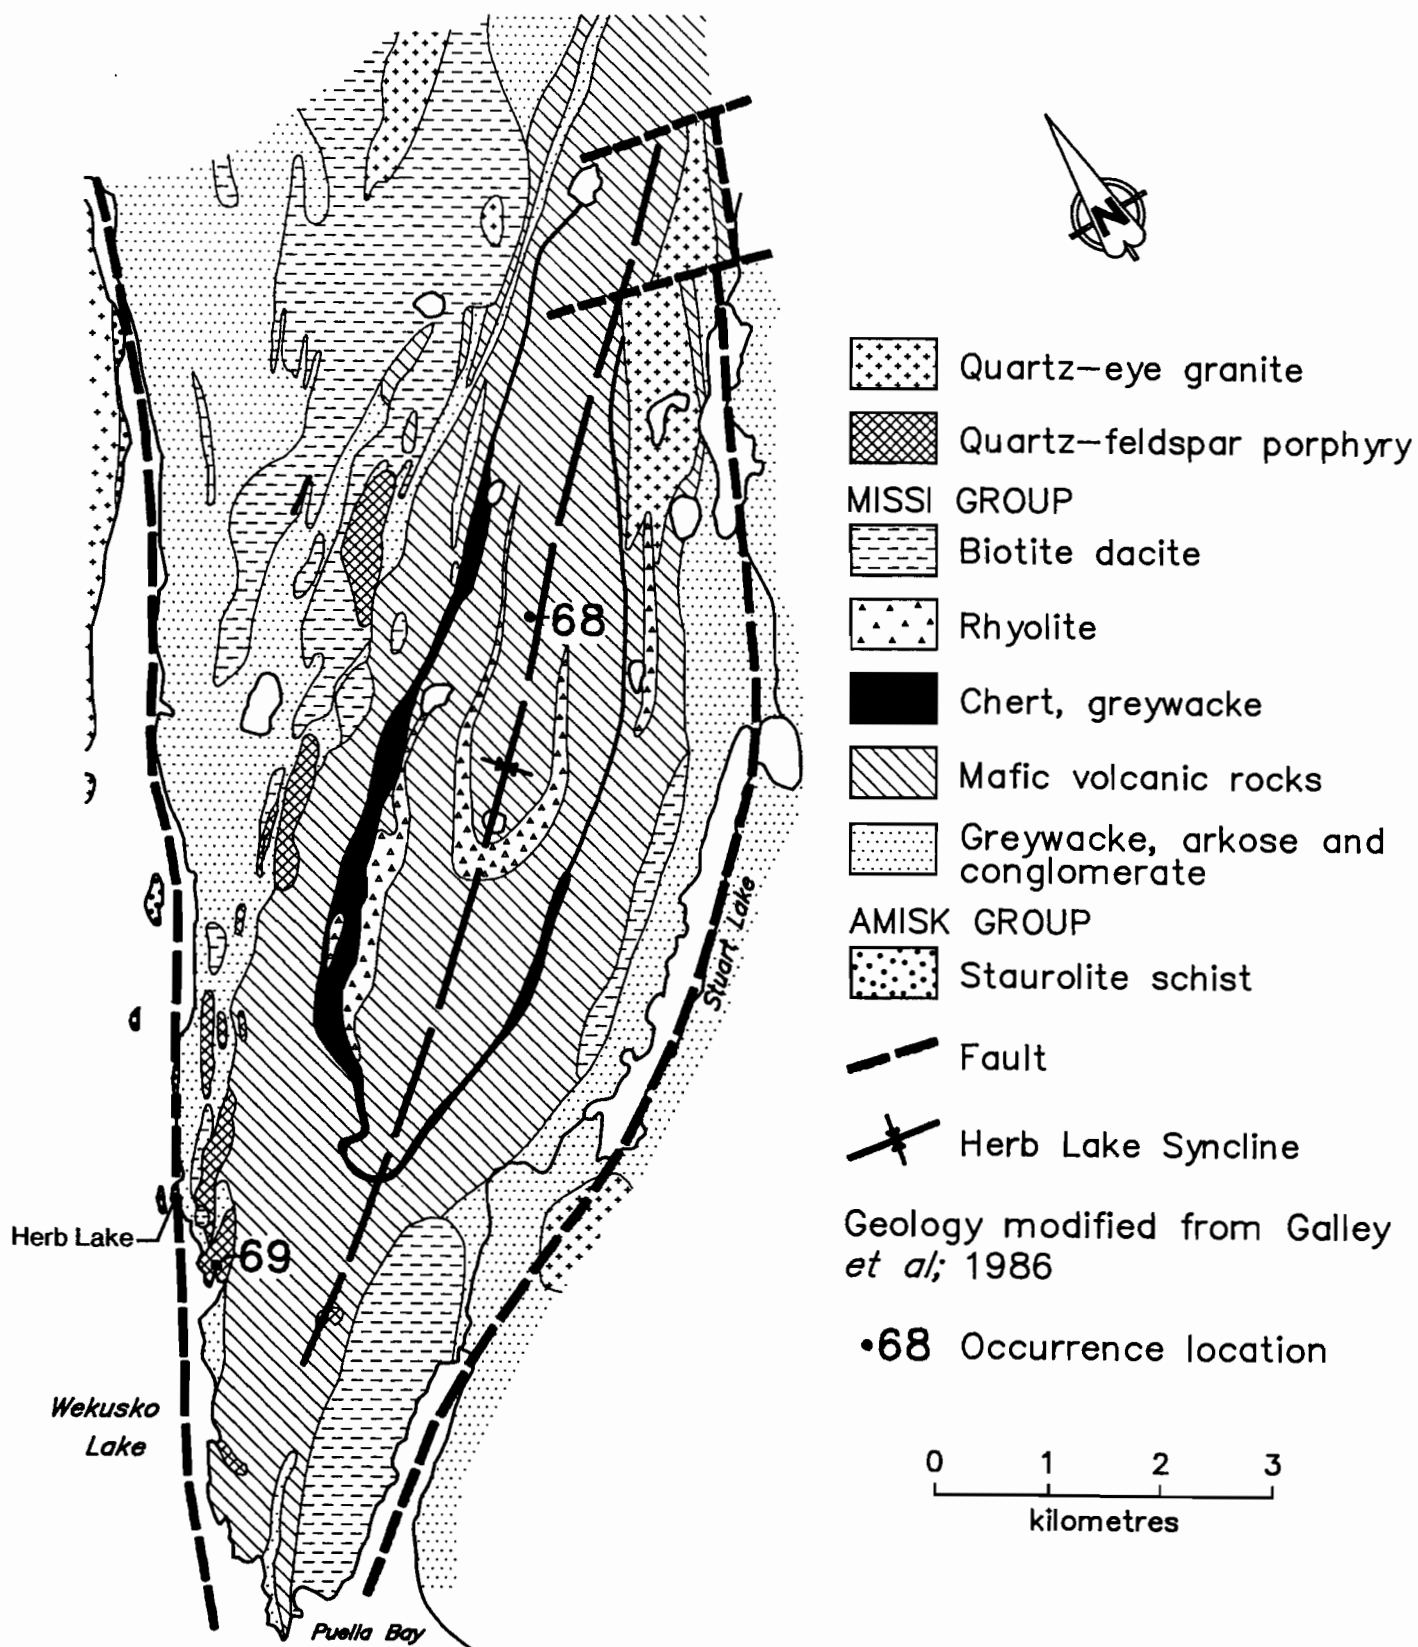 N
Quartz-eye granite
Quartz-feldspar porphyry
MISSI GROUP
Biotite dacite
Rhyolite
Chert, greywacke
Mafic volcanic rocks
Greywacke, arkose and
conglomerate
AMISK GROUP
Staurolite schist
Fault
Herb Lake Syncline
Geology modified from Galley
et al; 1986
•68 Occurrence location
0 1 2 3
kilometres
68
Stuart Lake
Herb Lake
69
Wekusko
Lake
Puella Bay